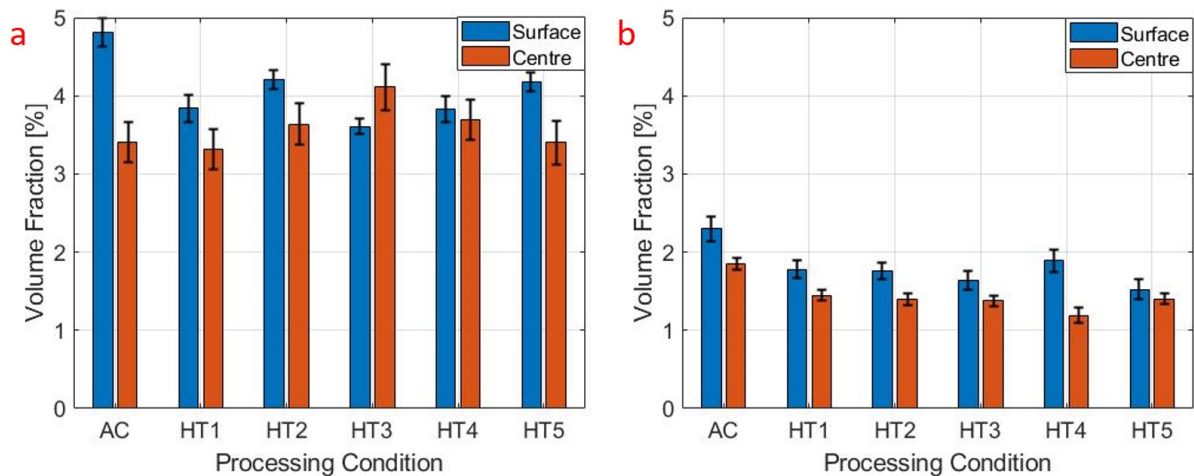 a
5
4
3
2
1
0
Volume Fraction [%]
Surface
Centre
AC HT1 HT2 HT3 HT4 HT5
Processing Condition
b
5
4
3
2
1
0
Volume Fraction [%]
Surface
Centre
AC HT1 HT2 HT3 HT4 HT5
Processing Condition